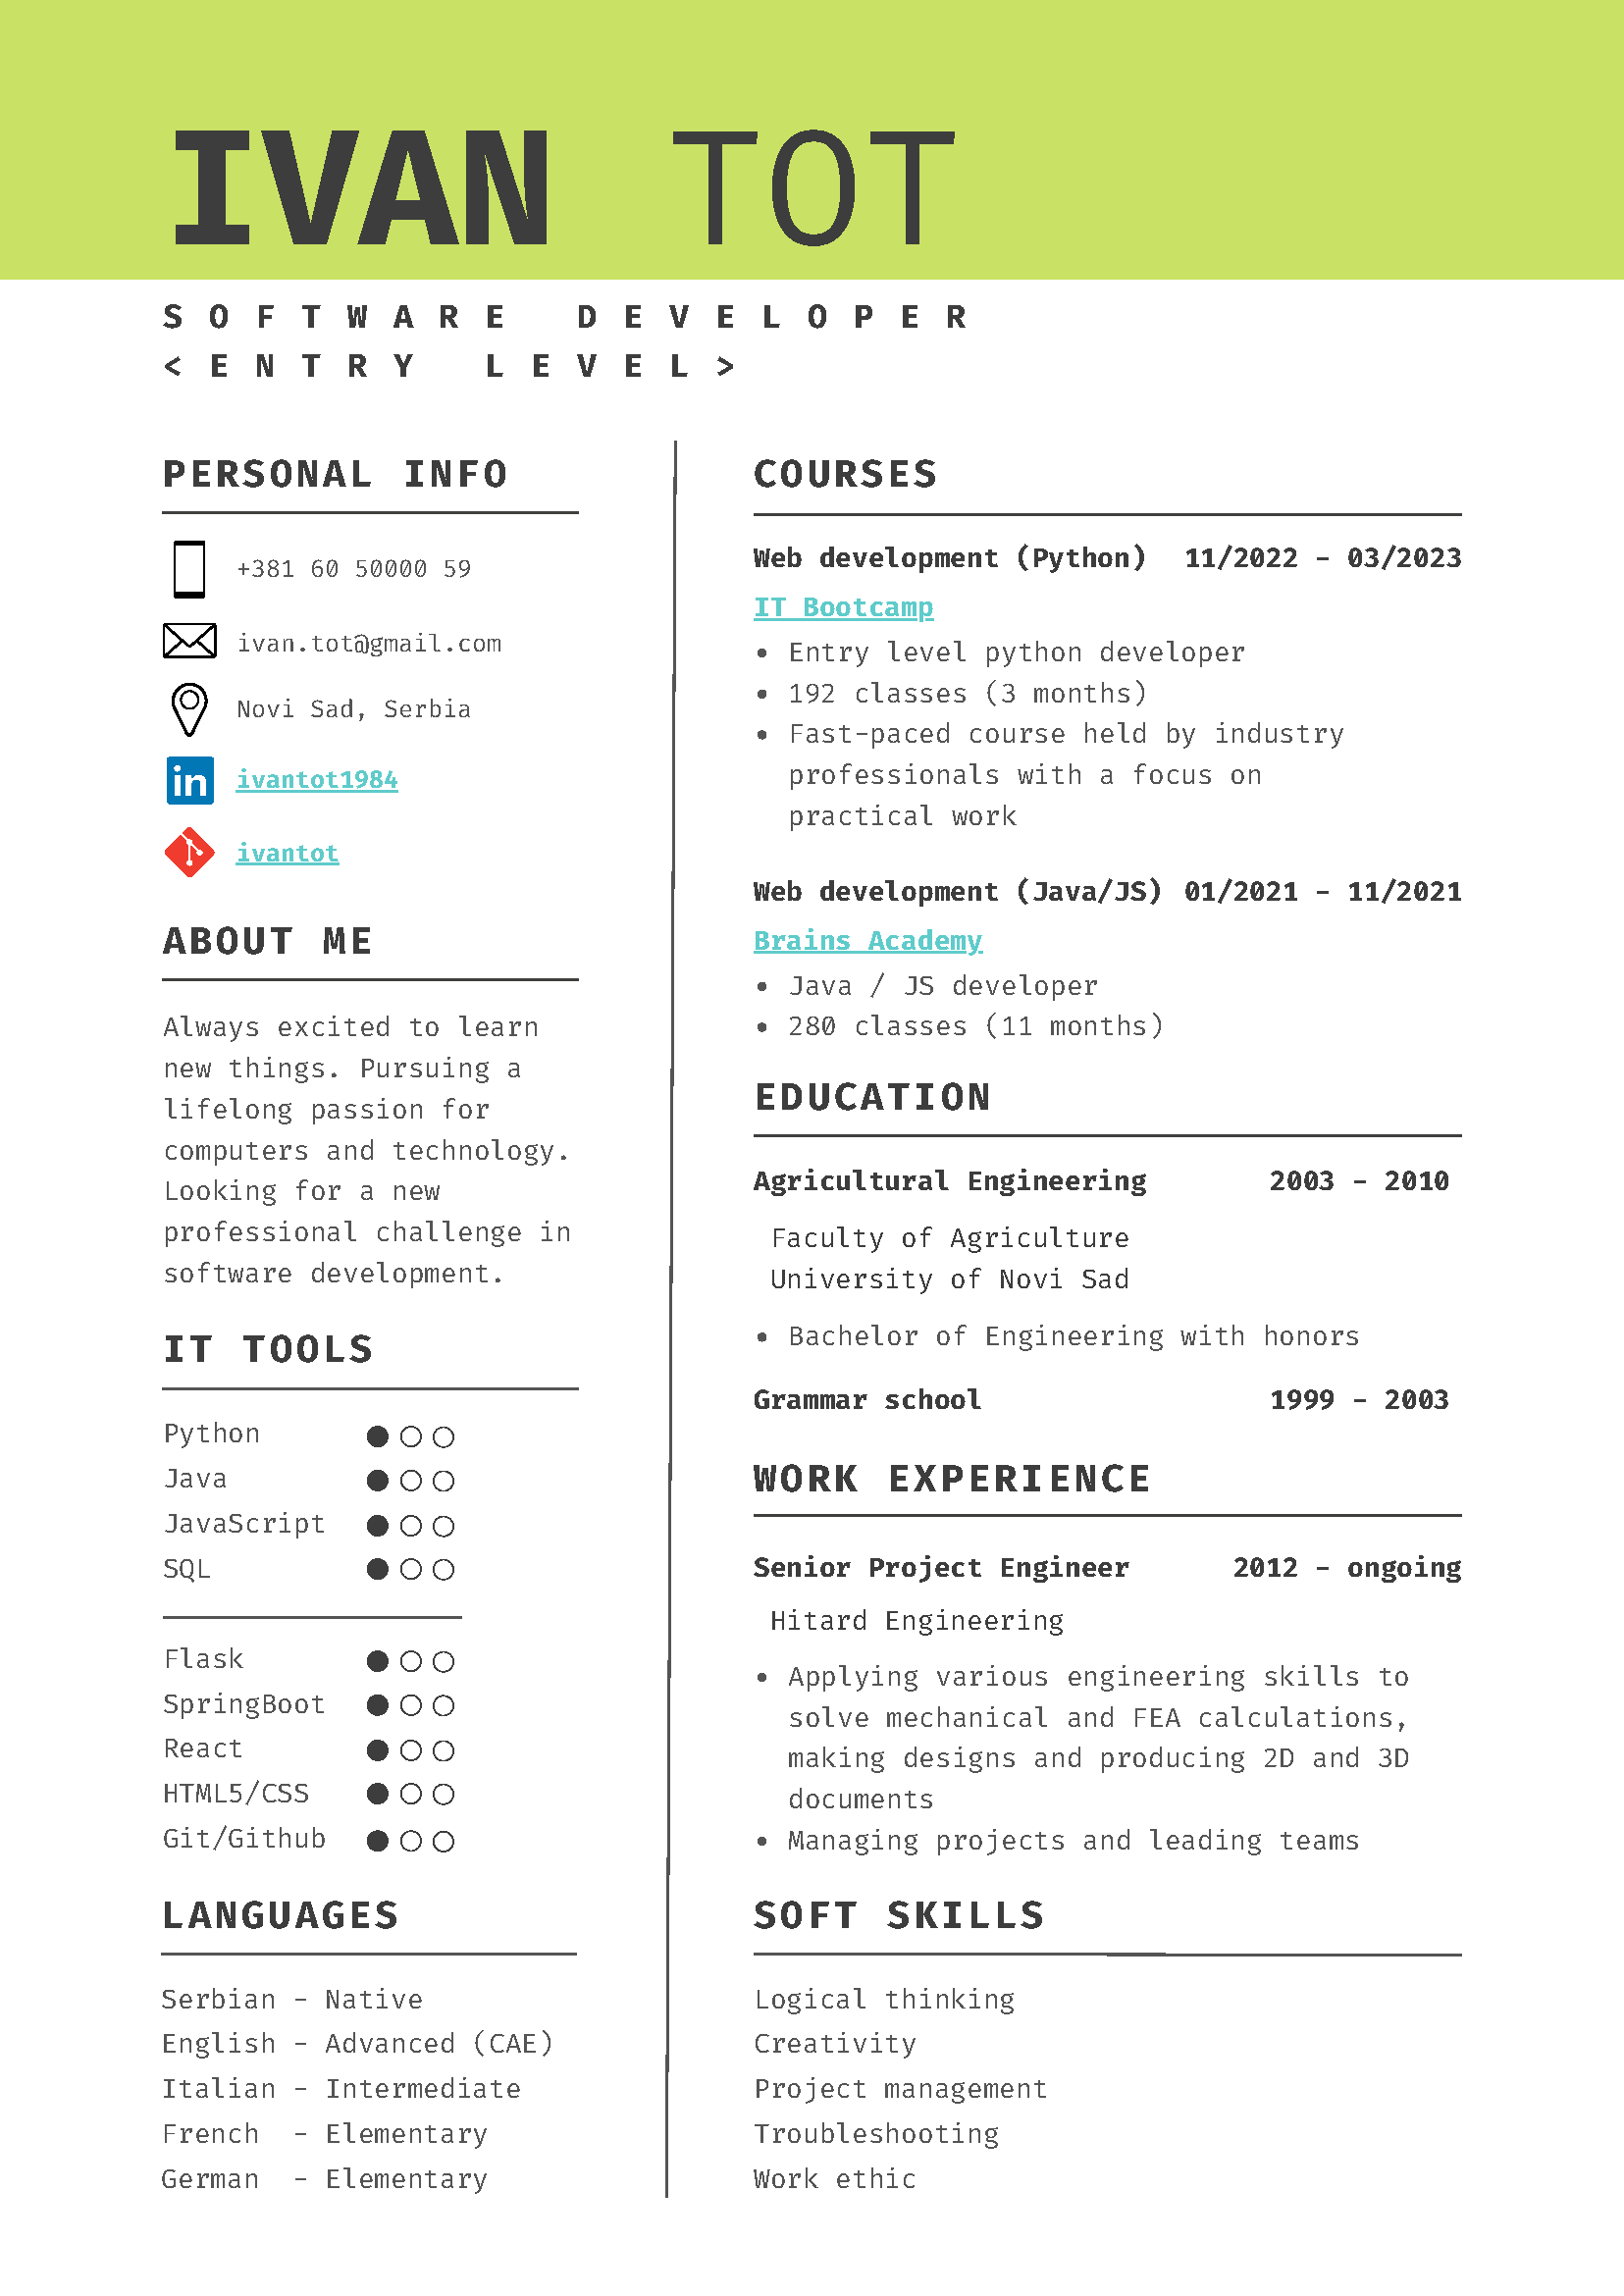 IVAN TOT
SOFTWARE DEVELOPER
<ENTRY LEVEL>
PERSONAL INFO
+381 60 50000 59
ivan.tot@gmail.com
Novi Sad, Serbia
in ivantot1984
ivantot
ABOUT ME
Always excited to learn
new things. Pursuing a
lifelong passion for
computers and technology.
Looking for a new
professional challenge in
software development.
IT TOOLS
Python
Java
JavaScript
SQL
Flask
SpringBoot
React
HTML5/CSS
Git/Github
LANGUAGES
Serbian - Native
English - Advanced (CAE)
Italian - Intermediate
French - Elementary
German - Elementary
COURSES
Web development (Python) 11/2022 - 03/2023
IT Bootcamp
• Entry level python developer
• 192 classes (3 months)
• Fast-paced course held by industry
professionals with a focus on
practical work
Web development (Java/JS) 01/2021 - 11/2021
Brains Academy
• Java / JS developer
• 280 classes (11 months)
EDUCATION
Agricultural Engineering 2003 - 2010
Faculty of Agriculture
University of Novi Sad
• Bachelor of Engineering with honors
Grammar school 1999 - 2003
WORK EXPERIENCE
Senior Project Engineer 2012 - ongoing
Hitard Engineering
• Applying various engineering skills to
solve mechanical and FEA calculations,
making designs and producing 2D and 3D
documents
• Managing projects and leading teams
SOFT SKILLS
Logical thinking
Creativity
Project management
Troubleshooting
Work ethic